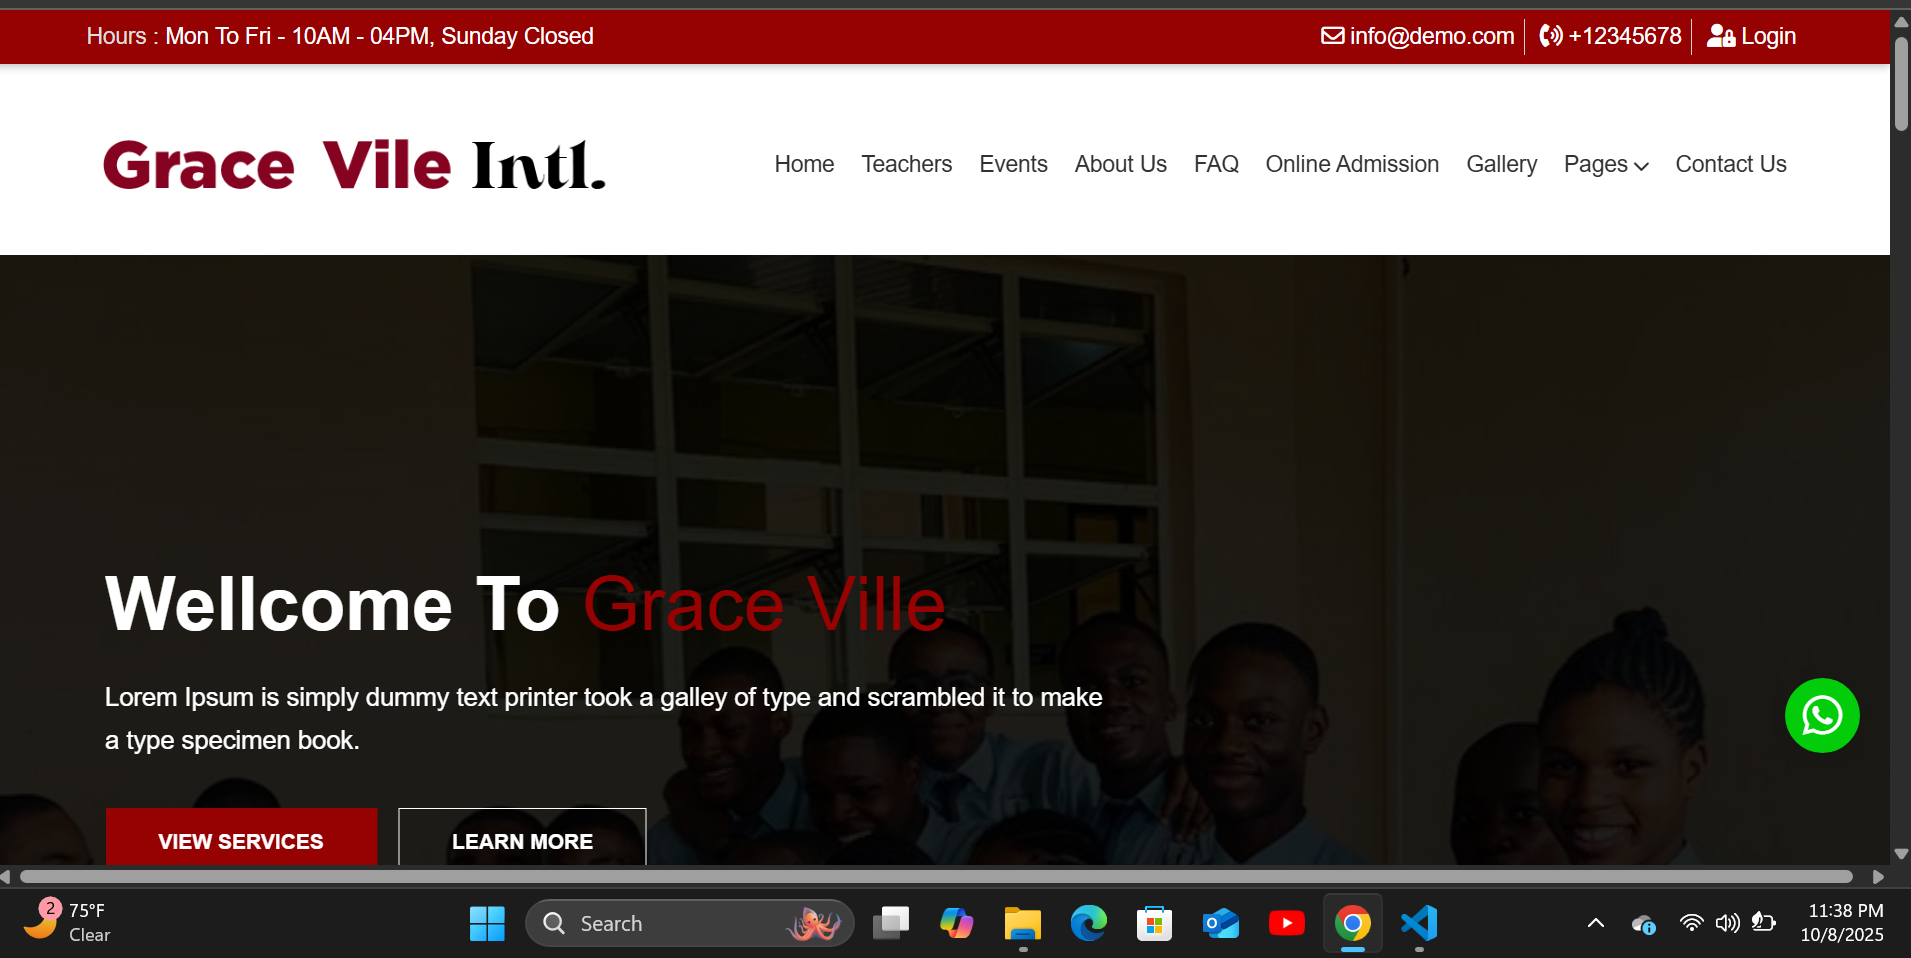 Hours : Mon To Fri - 10AM - 04PM, Sunday Closed
info@demo.com
+12345678
Login
Grace Vile Intl.
Home
Teachers
Events
About Us
FAQ
Online Admission
Gallery
Pages
Contact Us
Wellcome To Grace Ville
Lorem Ipsum is simply dummy text printer took a galley of type and scrambled it to make
a type specimen book.
VIEW SERVICES
LEARN MORE
2
75°F
Clear
Search
11:38 PM
10/8/2025